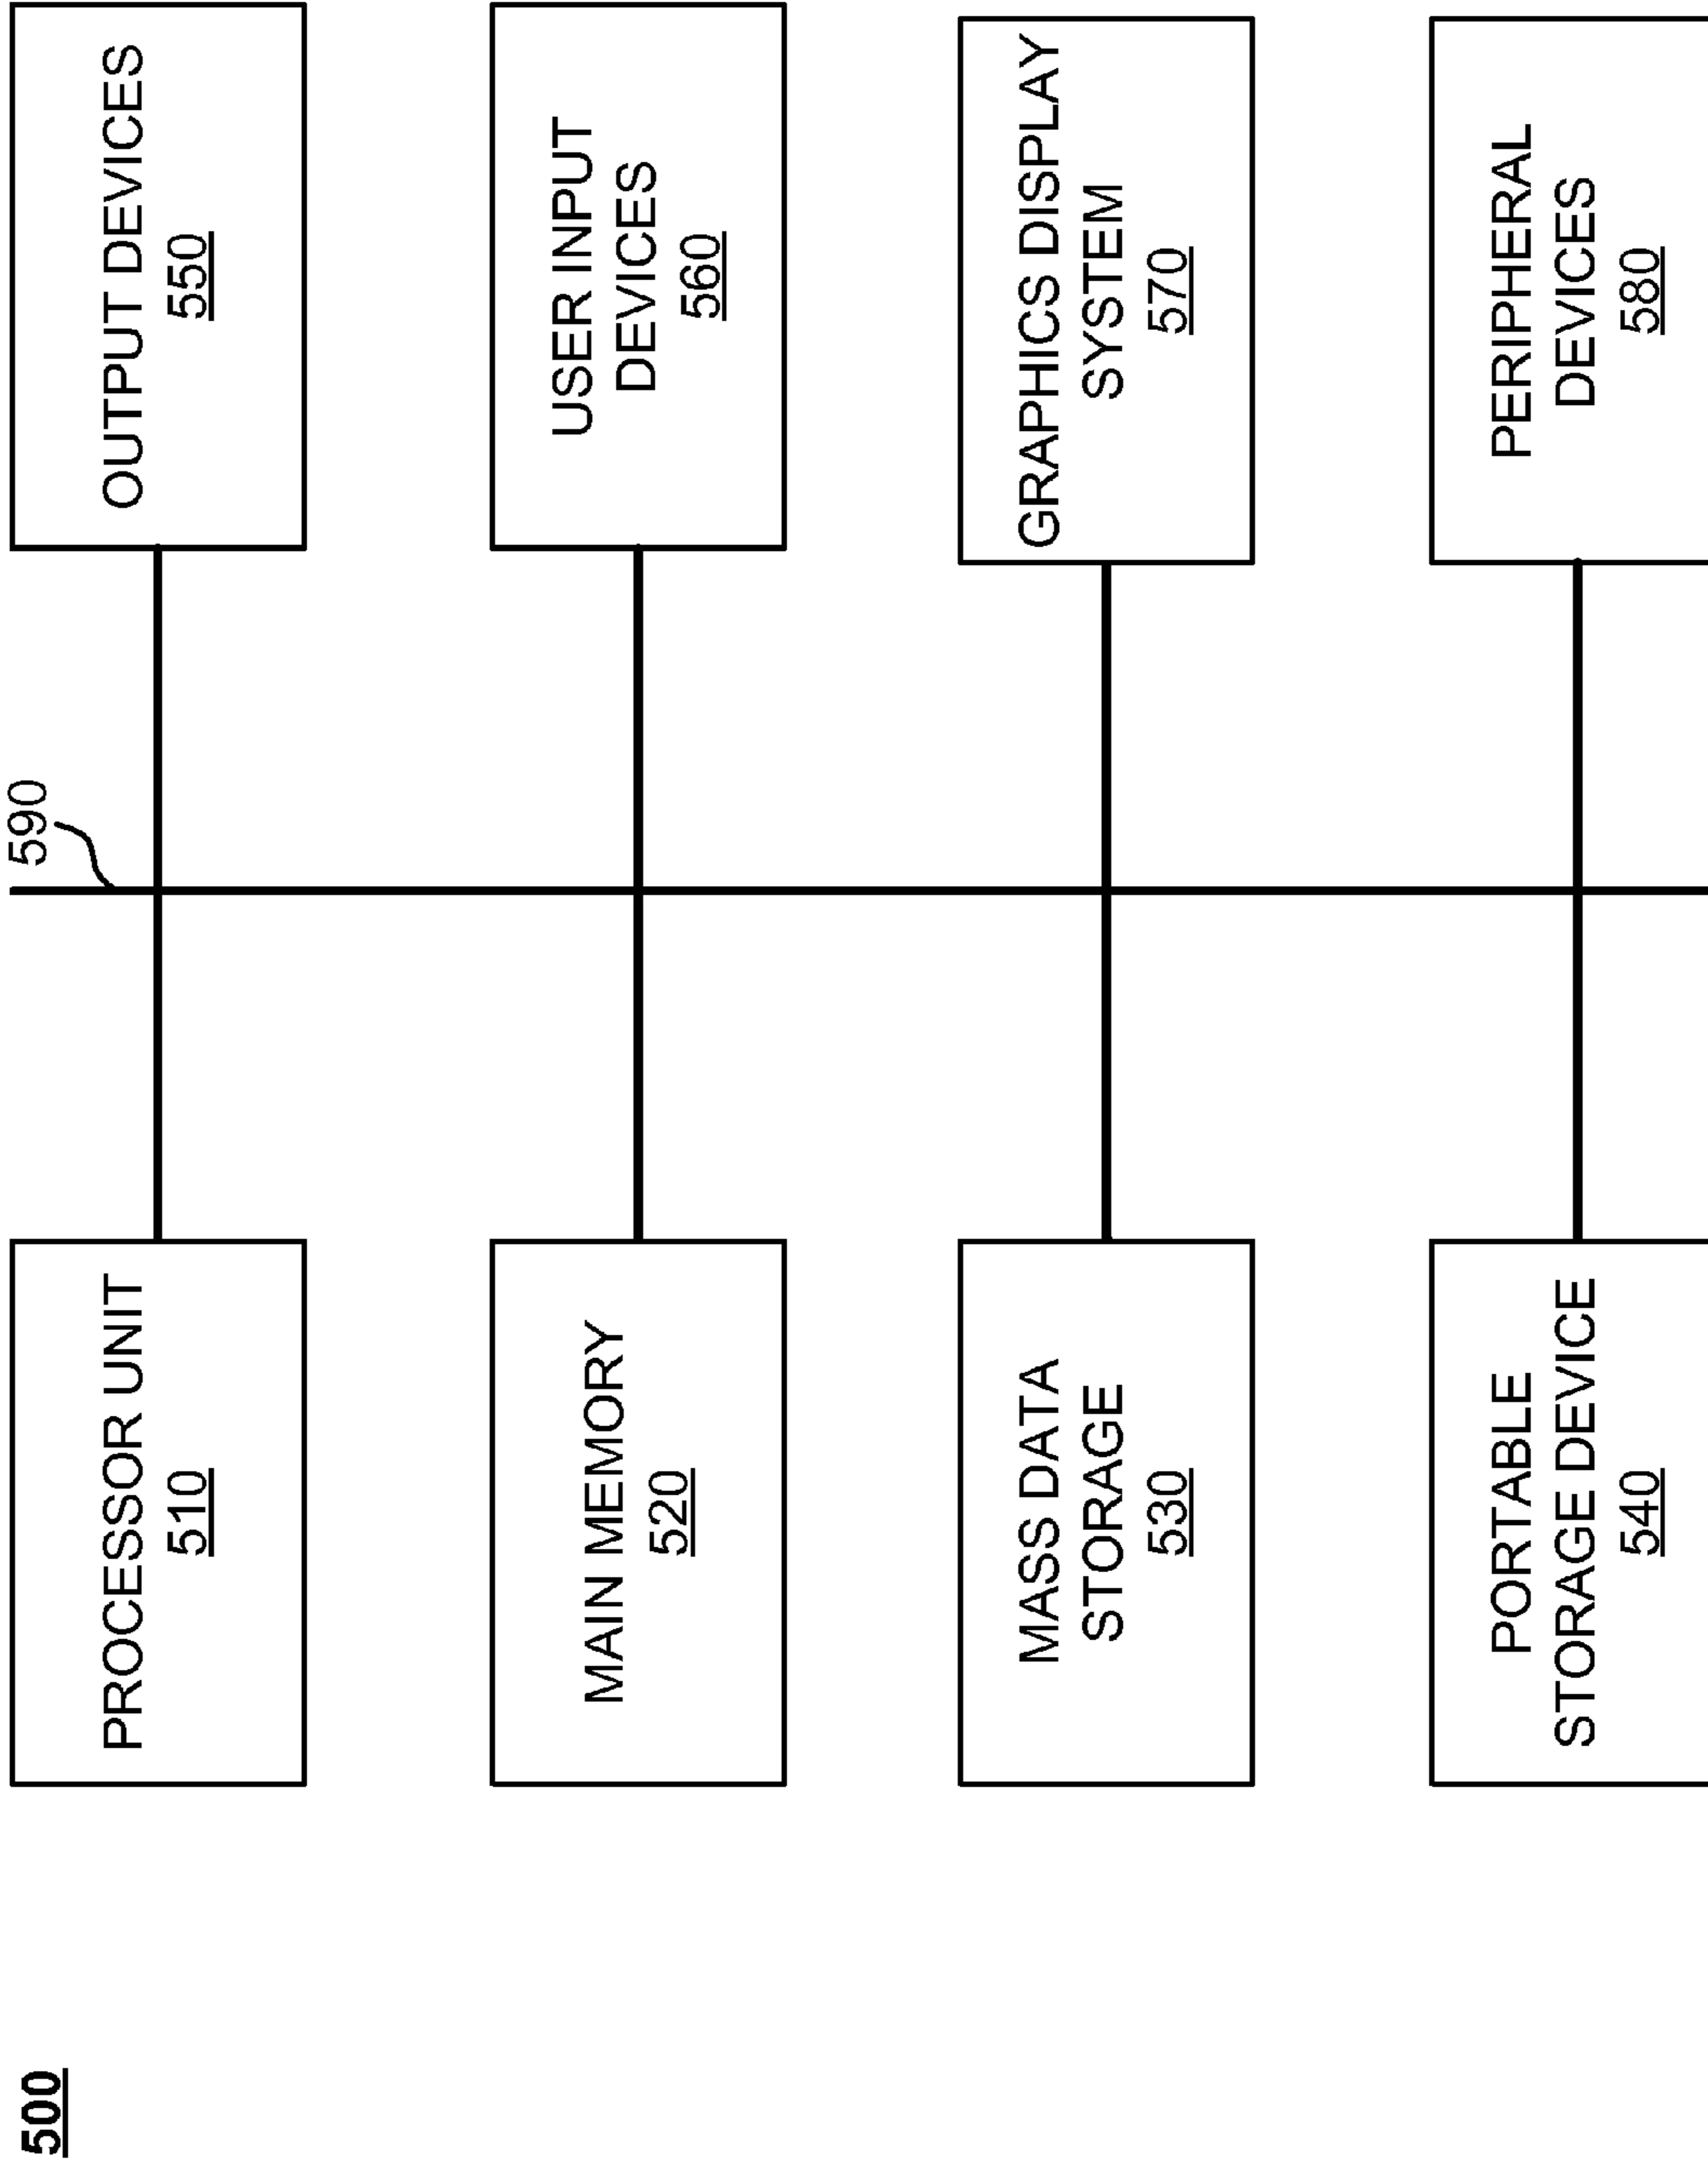 500
590
PROCESSOR UNIT
510
OUTPUT DEVICES
550
MAIN MEMORY
520
USER INPUT
DEVICES
560
MASS DATA
STORAGE
530
GRAPHICS DISPLAY
SYSTEM
570
PORTABLE
STORAGE DEVICE
540
PERIPHERAL
DEVICES
580